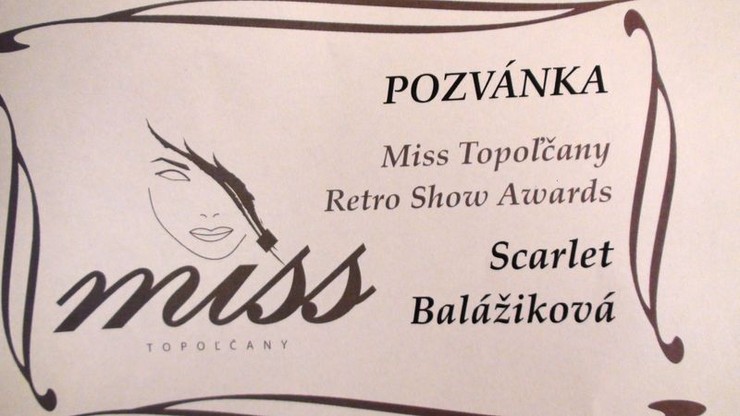 POZVÁNKA
Miss Topoľčany
Retro Show Awards
Scarlet
Balážiková
miss
TOPOĽČANY